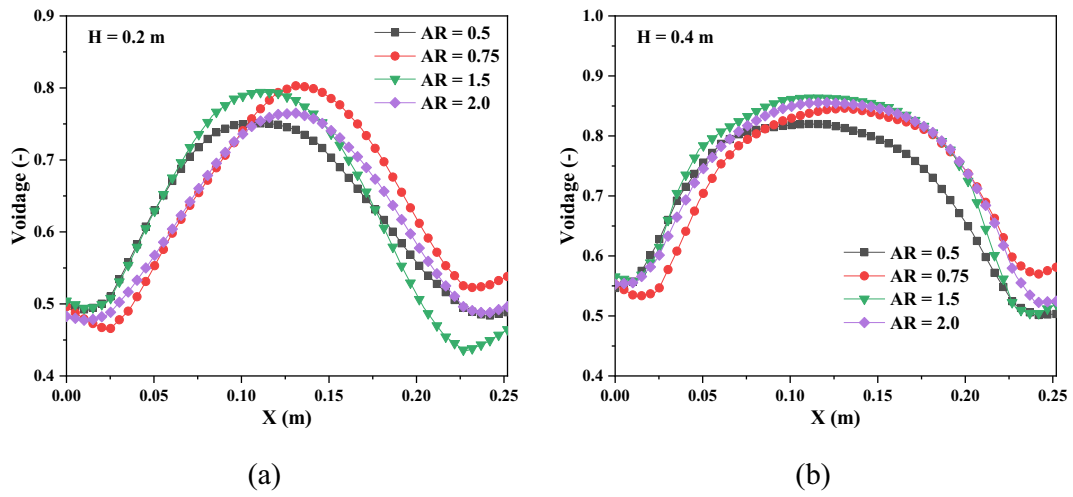 H = 0.2 m
AR = 0.5
AR = 0.75
AR = 1.5
AR = 2.0
0.9
0.8
0.7
0.6
0.5
0.4
Voidage (-)
0.00 0.05 0.10 0.15 0.20 0.25
X (m)
(a)
H = 0.4 m
AR = 0.5
AR = 0.75
AR = 1.5
AR = 2.0
1.0
0.9
0.8
0.7
0.6
0.5
0.4
Voidage (-)
0.00 0.05 0.10 0.15 0.20 0.25
X (m)
(b)